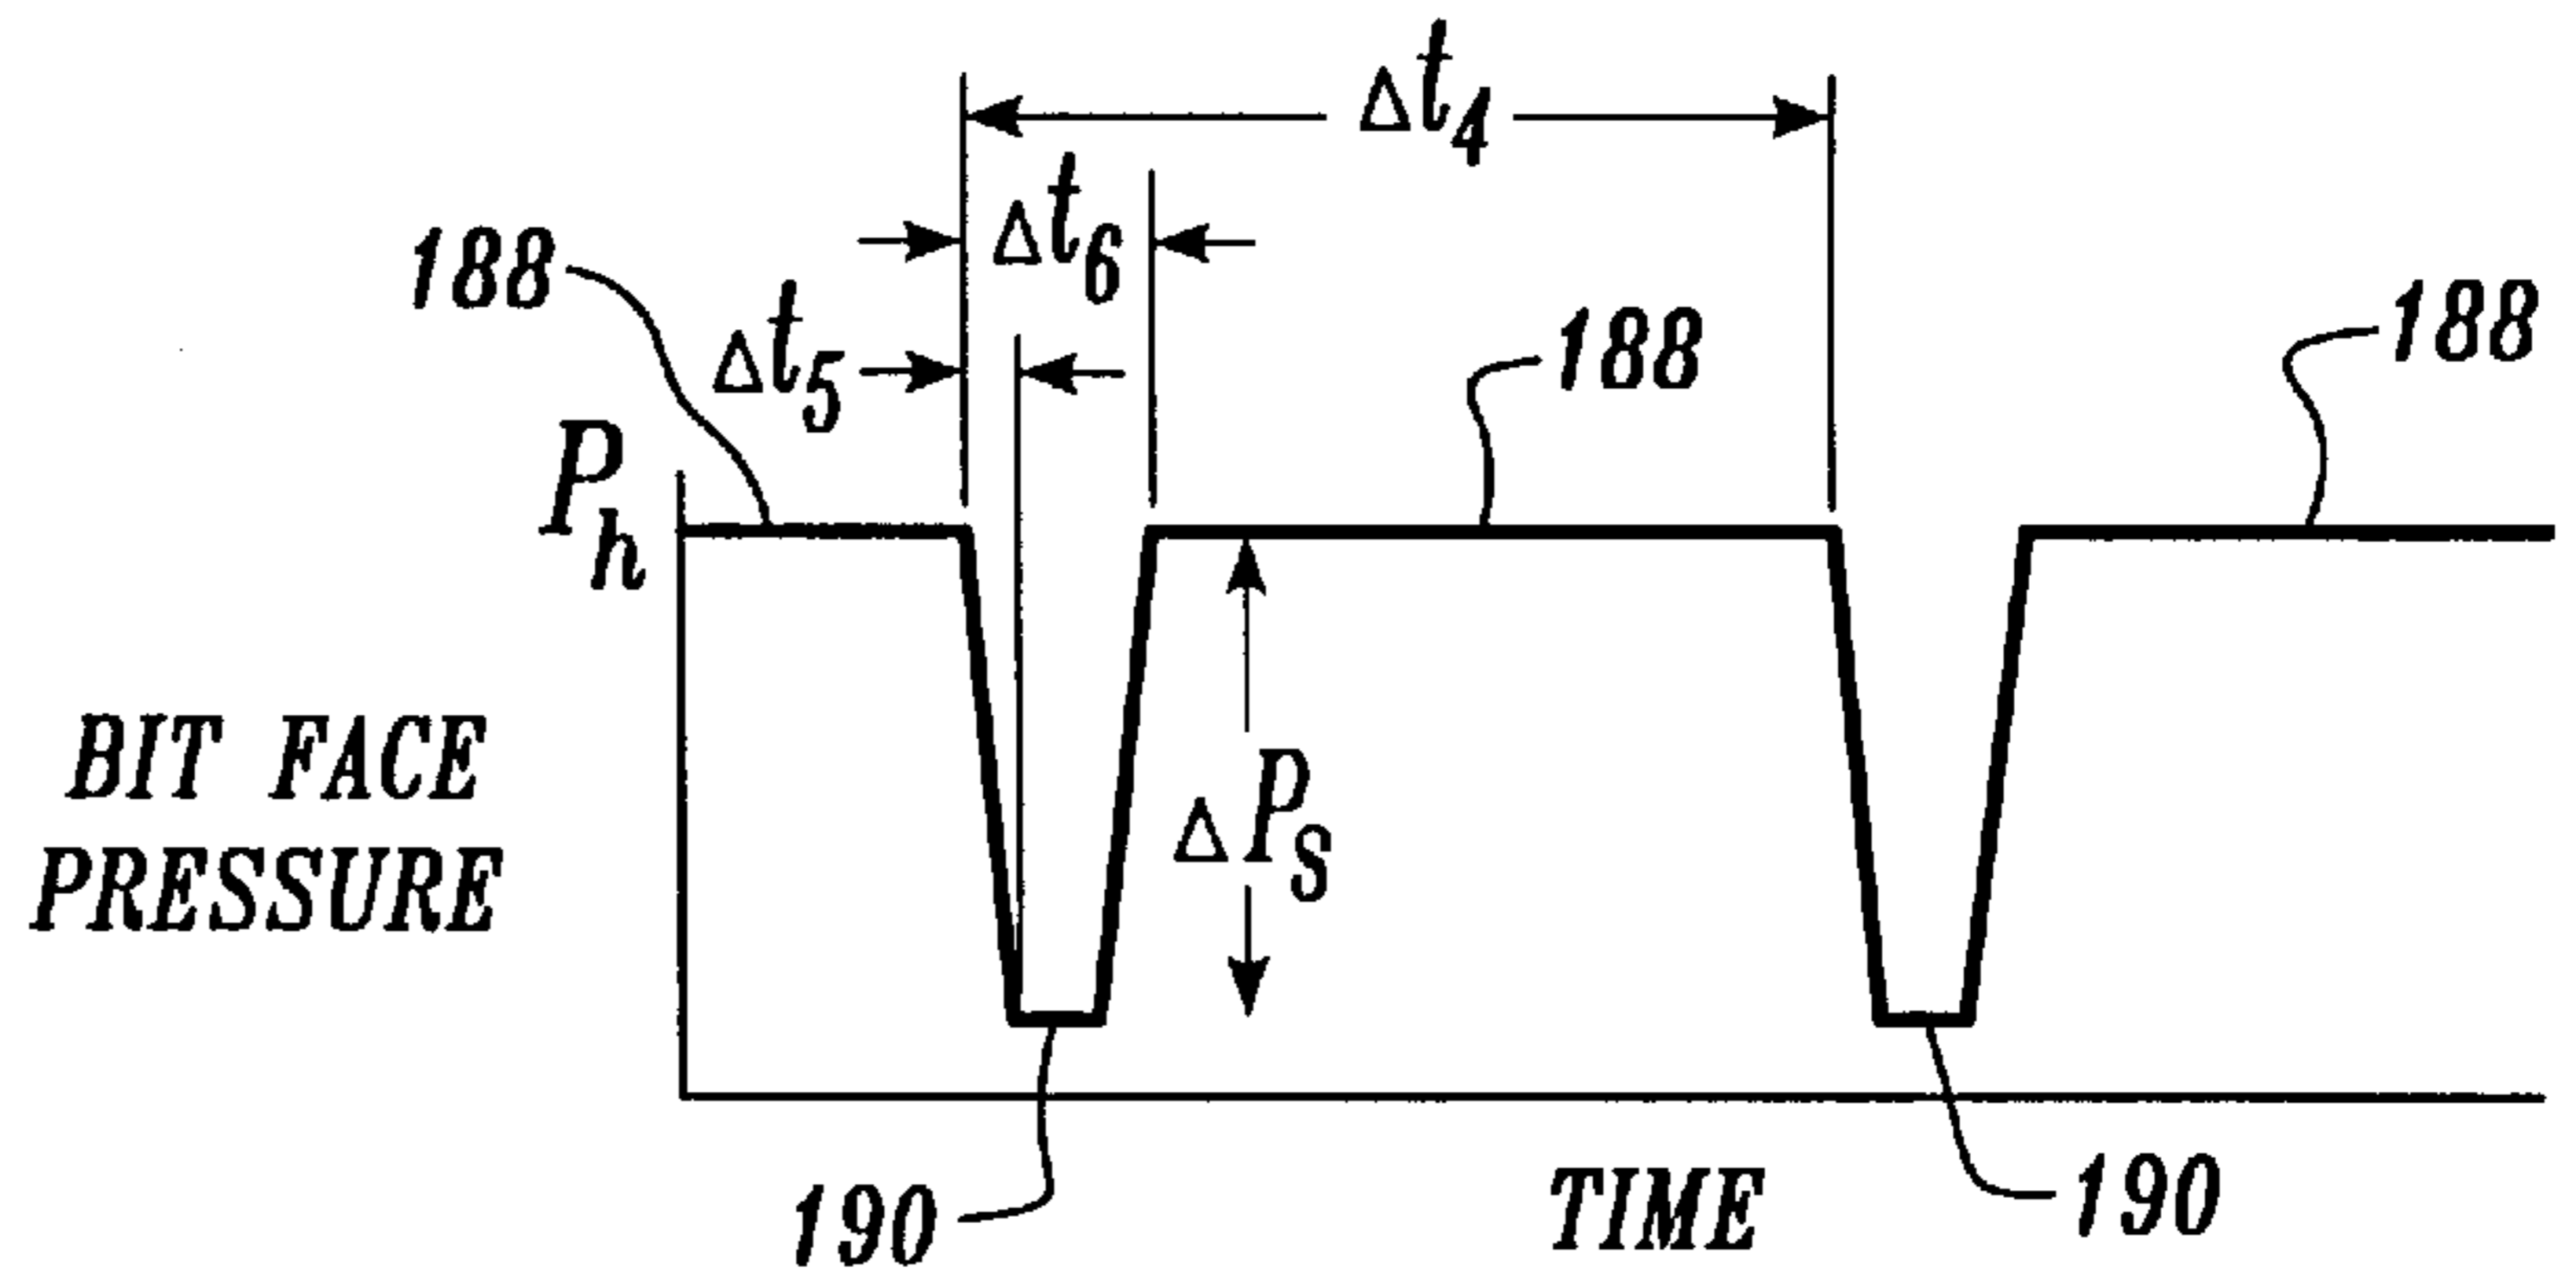 Δt4
Δt6
188
Δt5
188
188
Ph
BIT FACE
PRESSURE
ΔPS
190
TIME
190